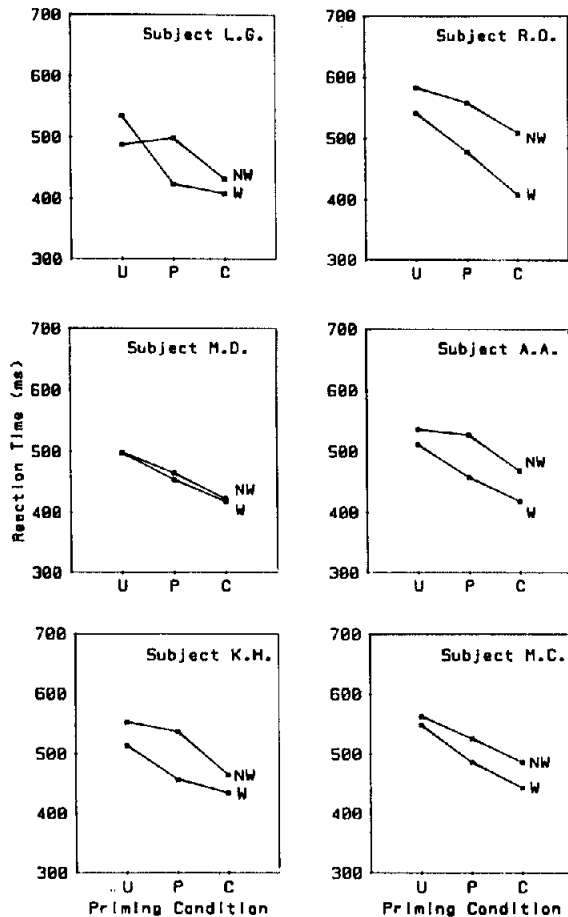 Subject L.G.
700
600
500
400
300
NW
W
U P C
Subject R.D.
700
600
500
400
300
NW
W
U P C
Subject M.D.
700
600
500
400
300
NW
W
U P C
Subject A.A.
700
600
500
400
300
NW
W
U P C
Reaction Time (ms)
Subject K.H.
700
600
500
400
300
NW
W
U P C
Priming Condition
Subject M.C.
700
600
500
400
300
NW
W
U P C
Priming Condition